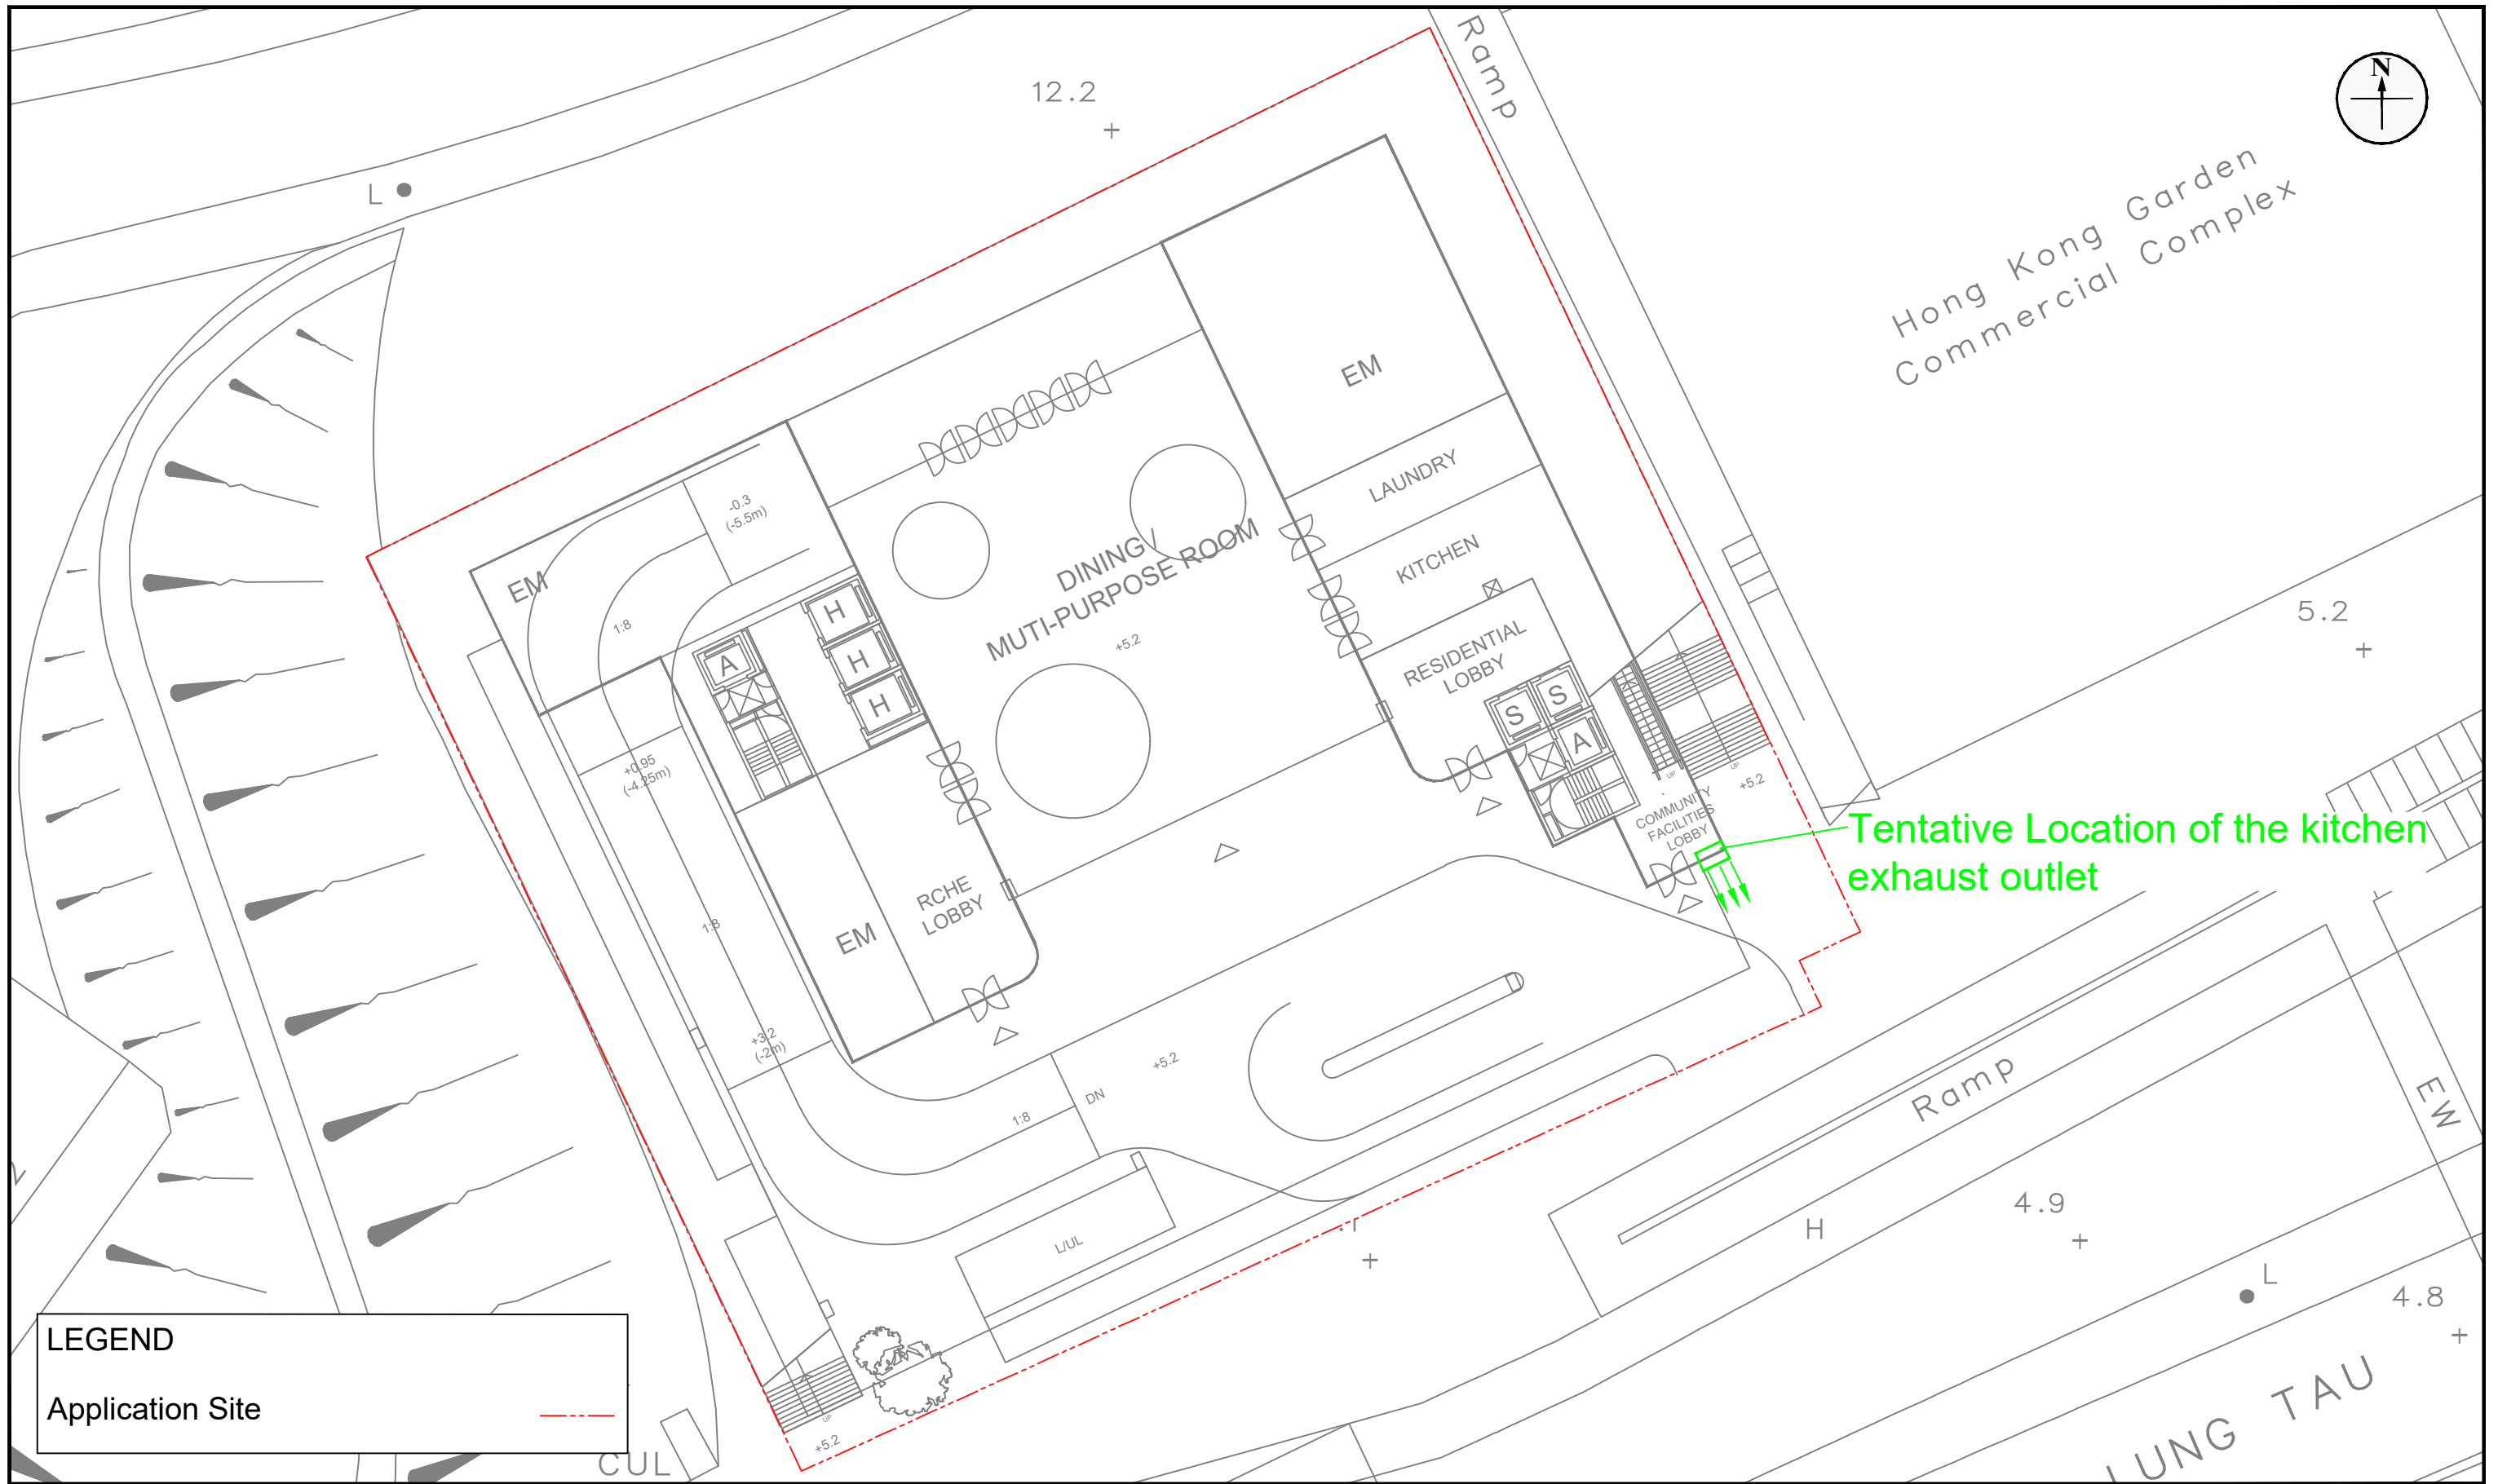 Ramp
N
12.2
+
L
Hong Kong Garden
Commercial Complex
EM
LAUNDRY
-0.3
(-5.5m)
KITCHEN
DINING /
MUTI-PURPOSE ROOM
+5.2
EM
1:8
H
H
H
A
RESIDENTIAL
LOBBY
5.2
+
S
S
A
+0.95
(-4.25m)
UP
UP
+5.2
COMMUNITY
FACILITIES
LOBBY
Tentative Location of the kitchen
exhaust outlet
RCHE
LOBBY
EM
1:8
+3.2
(-2m)
+5.2
DN
1:8
Ramp
EW
4.9
+
H
L/UL
+
L
4.8
+
LUNG TAU
UP
+5.2
CUL
LEGEND
Application Site